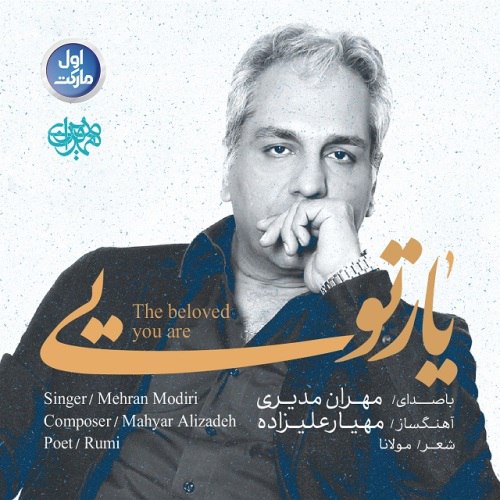 اول
مارکت
یار تویی
The beloved
you are
Singer / Mehran Modiri
Composer / Mahyar Alizadeh
Poet / Rumi
باصدای/ مهران مدیری
آهنگساز/ مهیار علیزاده
شعر/ مولانا